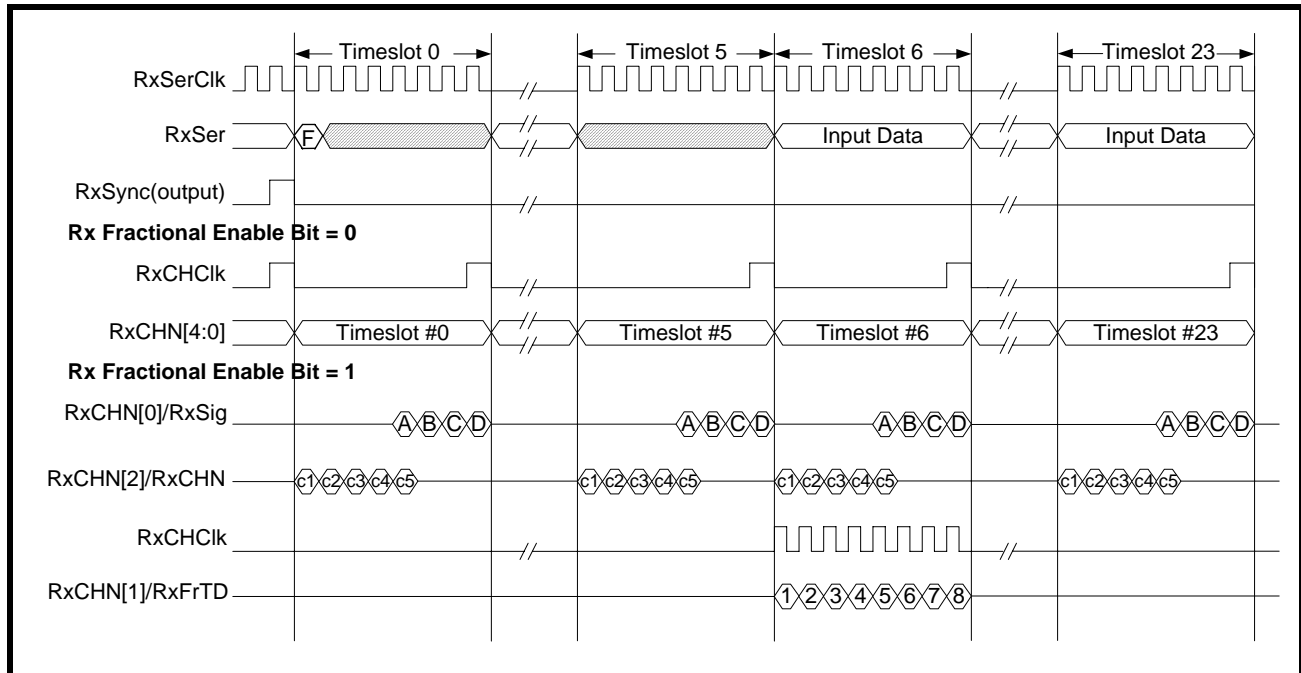 Timeslot 0 Timeslot 5 Timeslot 6 Timeslot 23
RxSerClk
RxSer F Input Data Input Data
RxSync(output)
Rx Fractional Enable Bit = 0
RxCHClk
RxCHN[4:0] Timeslot #0 Timeslot #5 Timeslot #6 Timeslot #23
Rx Fractional Enable Bit = 1
RxCHN[0]/RxSig A B C D A B C D A B C D A B C D
RxCHN[2]/RxCHN c1 c2 c3 c4 c5 c1 c2 c3 c4 c5 c1 c2 c3 c4 c5 c1 c2 c3 c4 c5
RxCHClk
RxCHN[1]/RxFrTD 1 2 3 4 5 6 7 8